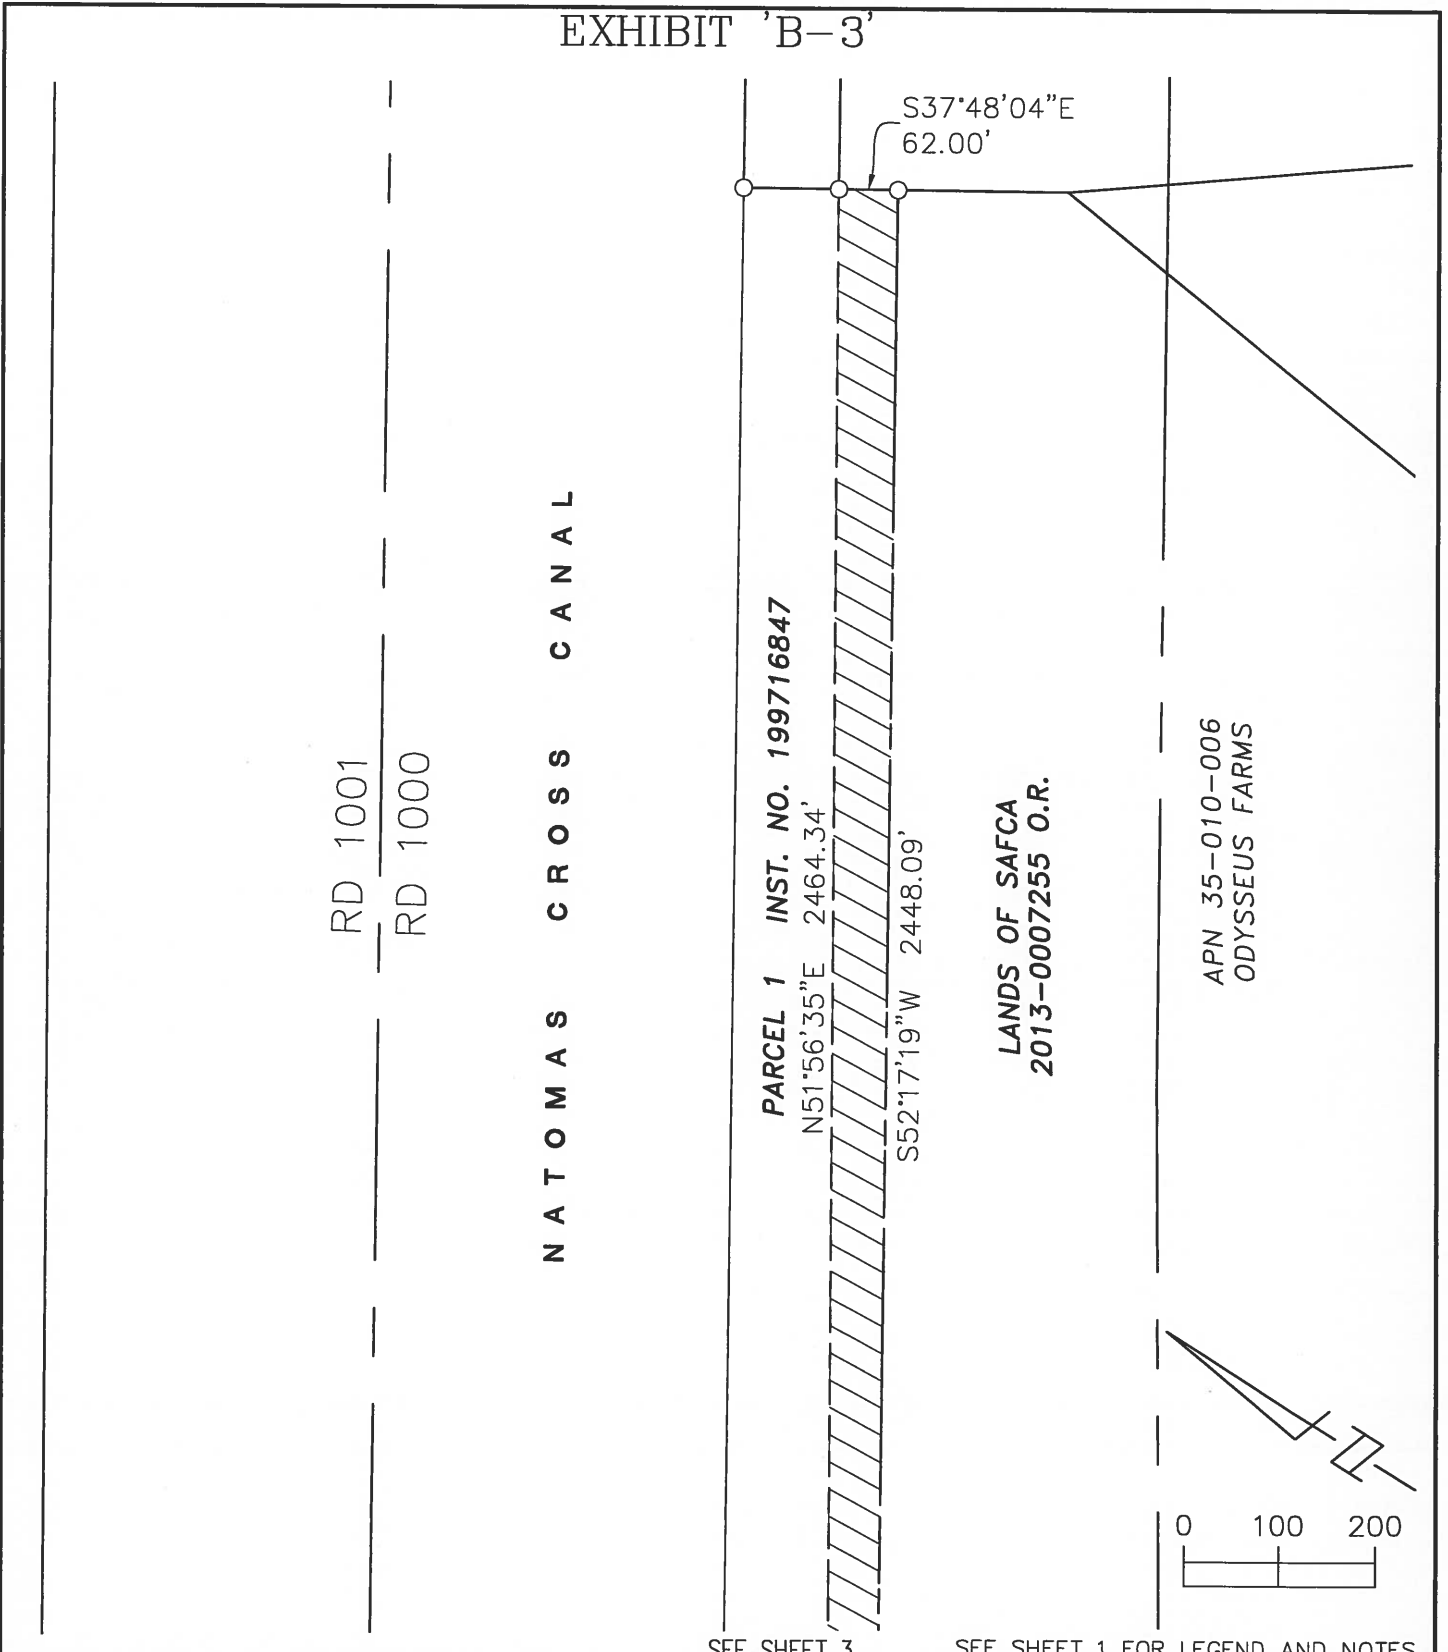 EXHIBIT 'B-3'
S37°48'04"E
62.00'
RD 1001
RD 1000
NATOMAS CROSS CANAL
PARCEL 1 INST. NO. 199716847
N51°56'35"E 2464.34'
S52°17'19"W 2448.09'
LANDS OF SAFCA
2013-0007255 O.R.
APN 35-010-006
ODYSSEUS FARMS
N
0 100 200
SEE SHEET 3
SEE SHEET 1 FOR LEGEND AND NOTES